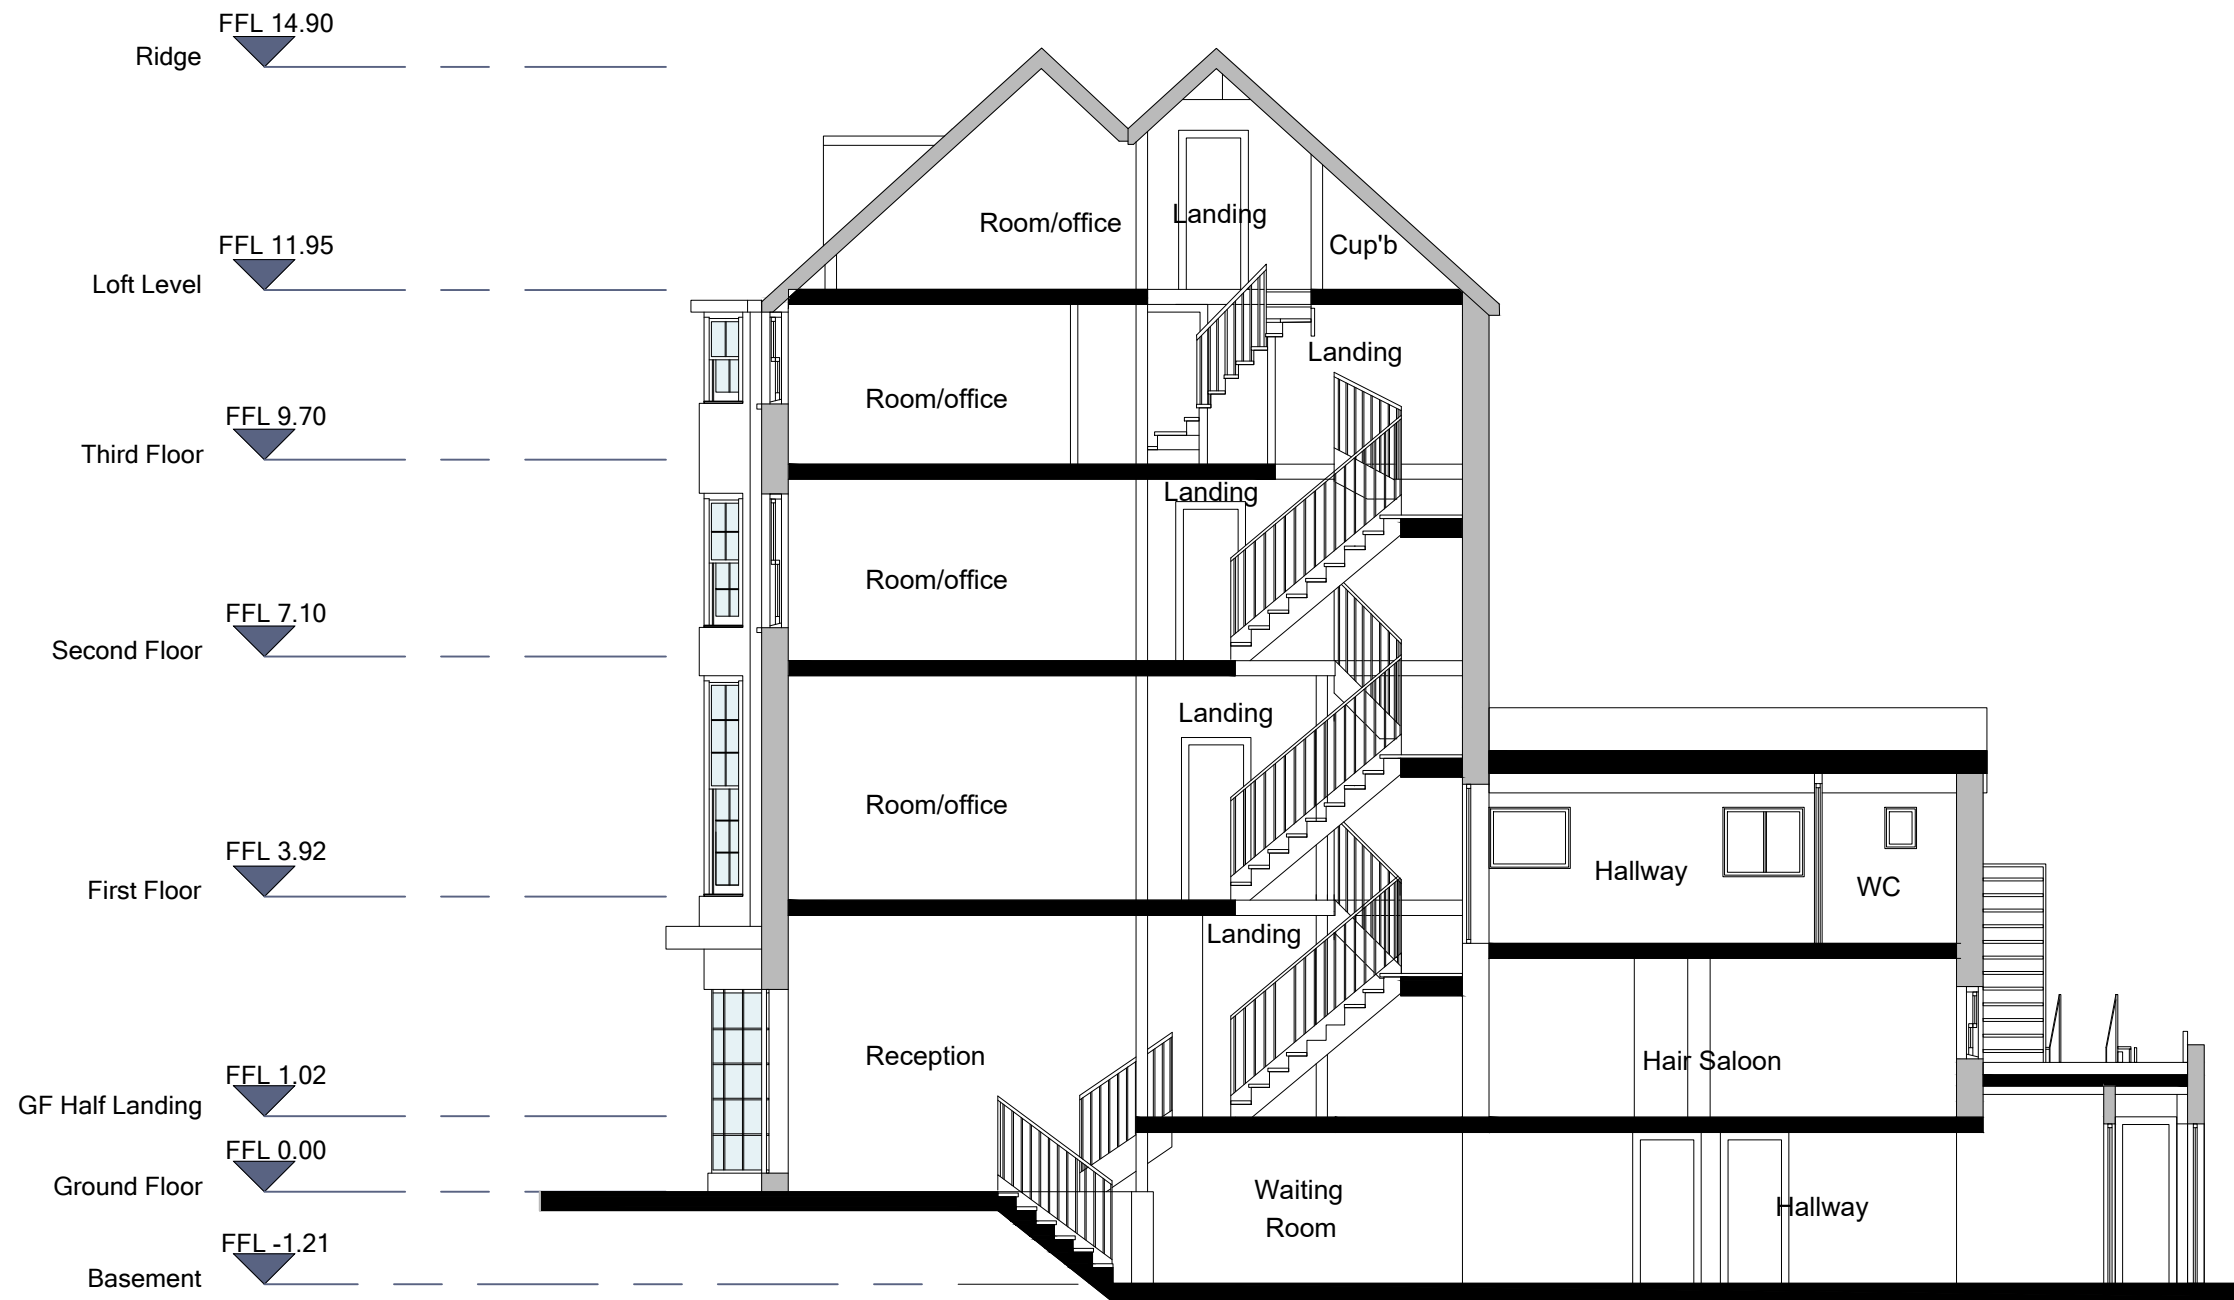 FFL 14.90
Ridge
Room/office
Landing
Cup'b
FFL 11.95
Loft Level
Landing
Room/office
FFL 9.70
Third Floor
Landing
Room/office
FFL 7.10
Second Floor
Landing
Room/office
FFL 3.92
First Floor
Hallway
WC
Landing
Reception
Hair Saloon
FFL 1.02
GF Half Landing
FFL 0.00
Ground Floor
Waiting
Room
Hallway
FFL -1.21
Basement